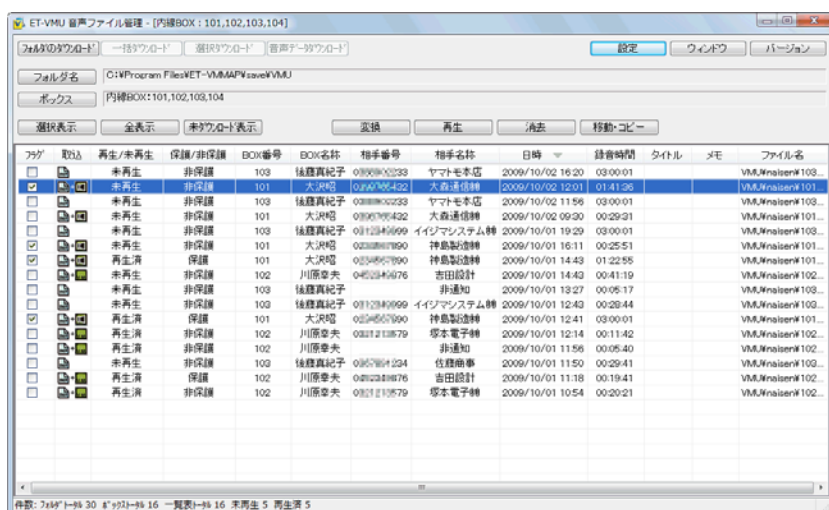 ET-VMU 音声ファイル管理 - [内線BOX : 101,102,103,104]
フォルダのダウンロード 一括ダウンロード 選択ダウンロード 音声データダウンロード 設定 ウィンドウ バージョン
フォルダ名 C:¥Program Files¥ET-VMMAP¥save¥VMU
ボックス 内線BOX:101,102,103,104
選択表示 全表示 未ダウンロード表示 変換 再生 消去 移動・コピー
フラグ 取込 再生/未再生 保護/非保護 BOX番号 BOX名称 相手番号 相手名称 日時 録音時間 タイトル メモ ファイル名
未再生 非保護 103 後藤真紀子 ヤマトモ本店 2009/10/02 16:20 03:00:01 VMU¥naisen¥103...
未再生 非保護 101 大沢昭 大森通信㈱ 2009/10/02 12:01 01:41:36 VMU¥naisen¥101...
未再生 非保護 103 後藤真紀子 ヤマトモ本店 2009/10/02 11:56 03:00:01 VMU¥naisen¥103...
未再生 非保護 101 大沢昭 大森通信㈱ 2009/10/02 09:30 00:29:31 VMU¥naisen¥101...
未再生 非保護 103 後藤真紀子 イイジマシステム㈱ 2009/10/01 19:29 03:00:01 VMU¥naisen¥103...
未再生 非保護 101 大沢昭 神島製造㈱ 2009/10/01 16:11 00:25:51 VMU¥naisen¥101...
再生済 保護 101 大沢昭 神島製造㈱ 2009/10/01 14:43 01:22:55 VMU¥naisen¥101...
未再生 非保護 102 川原幸夫 吉田設計 2009/10/01 14:43 00:41:19 VMU¥naisen¥102...
未再生 非保護 103 後藤真紀子 非通知 2009/10/01 13:27 00:05:17 VMU¥naisen¥103...
未再生 非保護 103 後藤真紀子 イイジマシステム㈱ 2009/10/01 12:43 00:28:44 VMU¥naisen¥103...
再生済 保護 101 大沢昭 神島製造㈱ 2009/10/01 12:41 03:00:01 VMU¥naisen¥101...
再生済 非保護 102 川原幸夫 塚本電子㈱ 2009/10/01 12:14 00:11:42 VMU¥naisen¥102...
再生済 非保護 102 川原幸夫 非通知 2009/10/01 11:56 00:05:40 VMU¥naisen¥102...
未再生 非保護 103 後藤真紀子 佐藤商事 2009/10/01 11:50 00:29:41 VMU¥naisen¥103...
再生済 保護 102 川原幸夫 吉田設計 2009/10/01 11:18 00:19:41 VMU¥naisen¥102...
再生済 非保護 102 川原幸夫 塚本電子㈱ 2009/10/01 10:54 00:20:21 VMU¥naisen¥102...
件数: フォルダトータル 30 ボックストータル 16 一覧表トータル 16 未再生 5 再生済 5